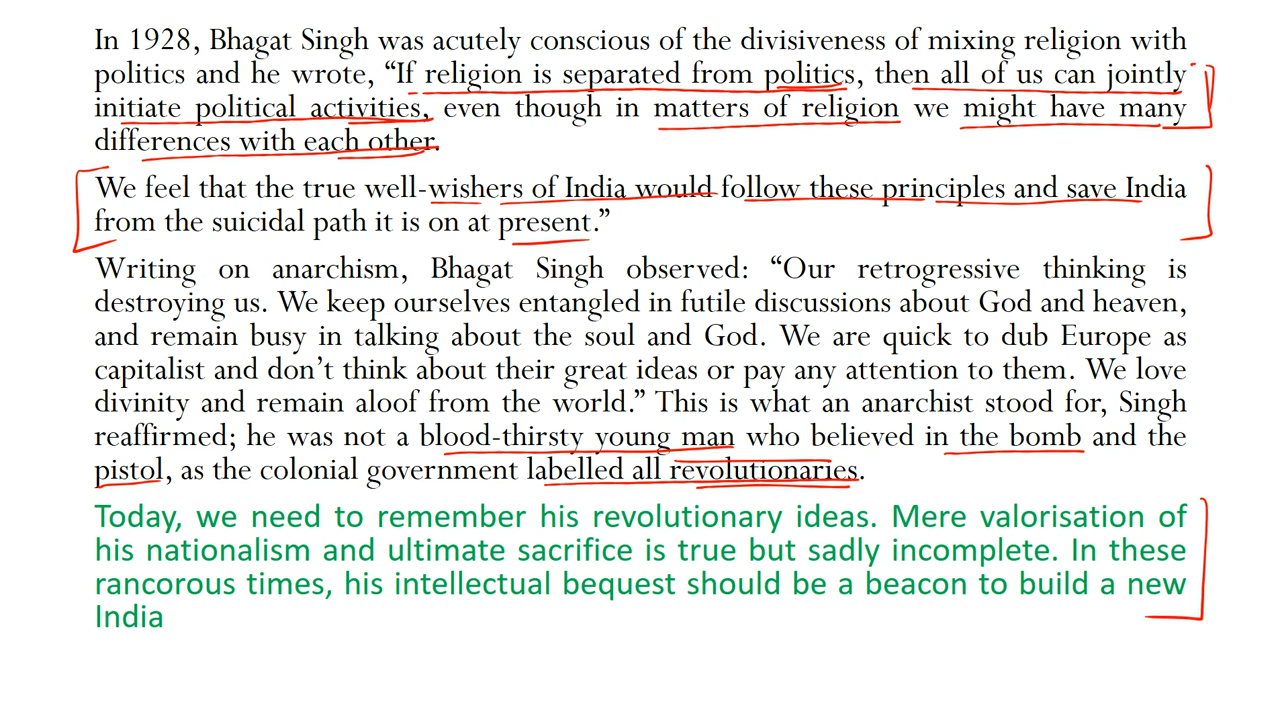 In 1928, Bhagat Singh was acutely conscious of the divisiveness of mixing religion with
politics and he wrote, “If religion is separated from politics, then all of us can jointly
initiate political activities, even though in matters of religion we might have many
differences with each other.
We feel that the true well-wishers of India would follow these principles and save India
from the suicidal path it is on at present.”
Writing on anarchism, Bhagat Singh observed: “Our retrogressive thinking is
destroying us. We keep ourselves entangled in futile discussions about God and heaven,
and remain busy in talking about the soul and God. We are quick to dub Europe as
capitalist and don’t think about their great ideas or pay any attention to them. We love
divinity and remain aloof from the world.” This is what an anarchist stood for, Singh
reaffirmed; he was not a blood-thirsty young man who believed in the bomb and the
pistol, as the colonial government labelled all revolutionaries.
Today, we need to remember his revolutionary ideas. Mere valorisation of
his nationalism and ultimate sacrifice is true but sadly incomplete. In these
rancorous times, his intellectual bequest should be a beacon to build a new
India